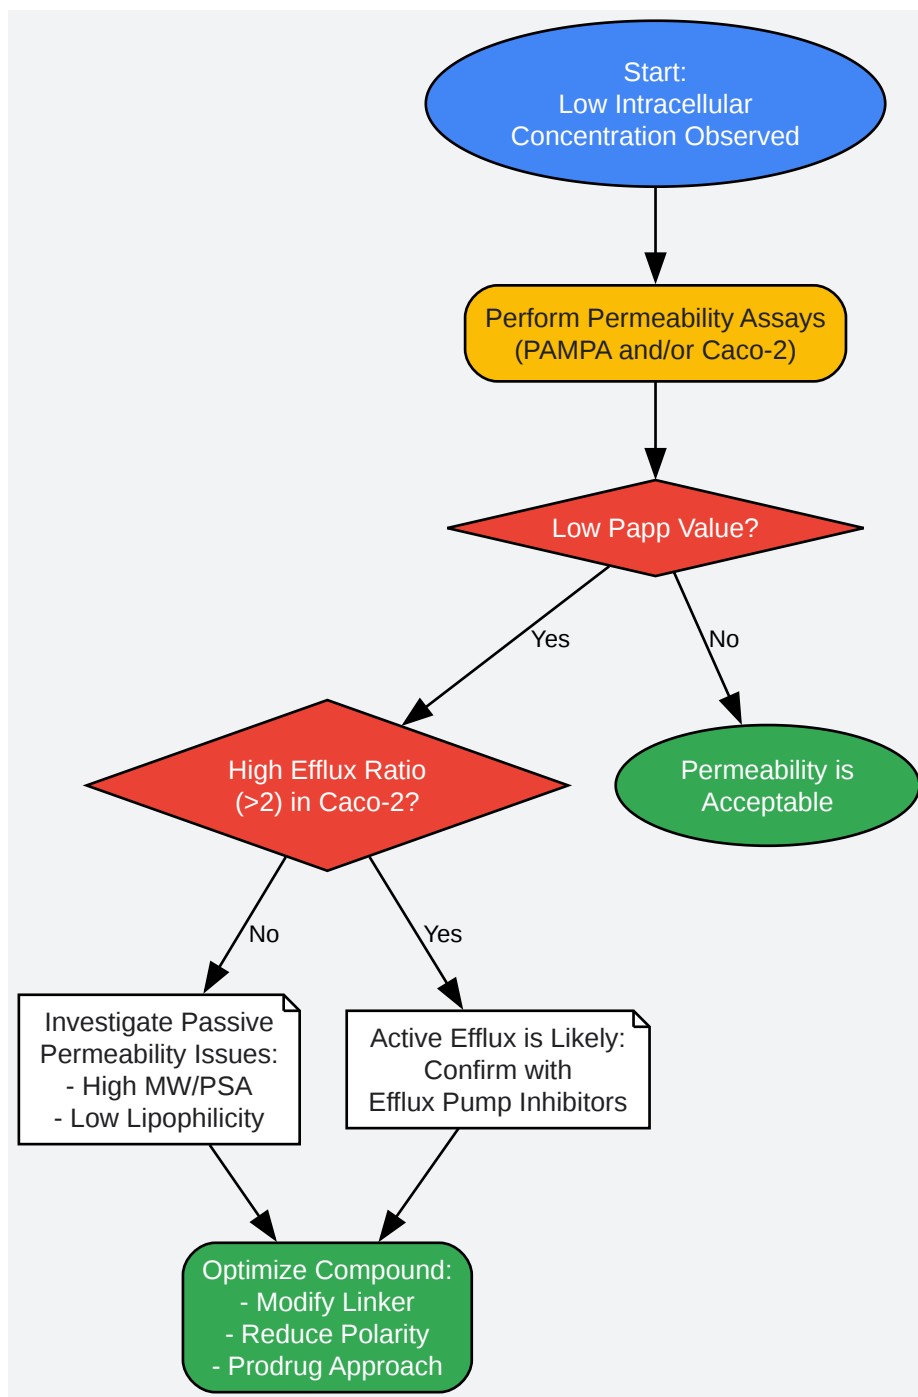 Start:
Low Intracellular
Concentration Observed
Perform Permeability Assays
(PAMPA and/or Caco-2)
Low Papp Value?
Yes
No
High Efflux Ratio
(>2) in Caco-2?
Permeability is
Acceptable
No
Yes
Investigate Passive
Permeability Issues:
- High MW/PSA
- Low Lipophilicity
Active Efflux is Likely:
Confirm with
Efflux Pump Inhibitors
Optimize Compound:
- Modify Linker
- Reduce Polarity
- Prodrug Approach